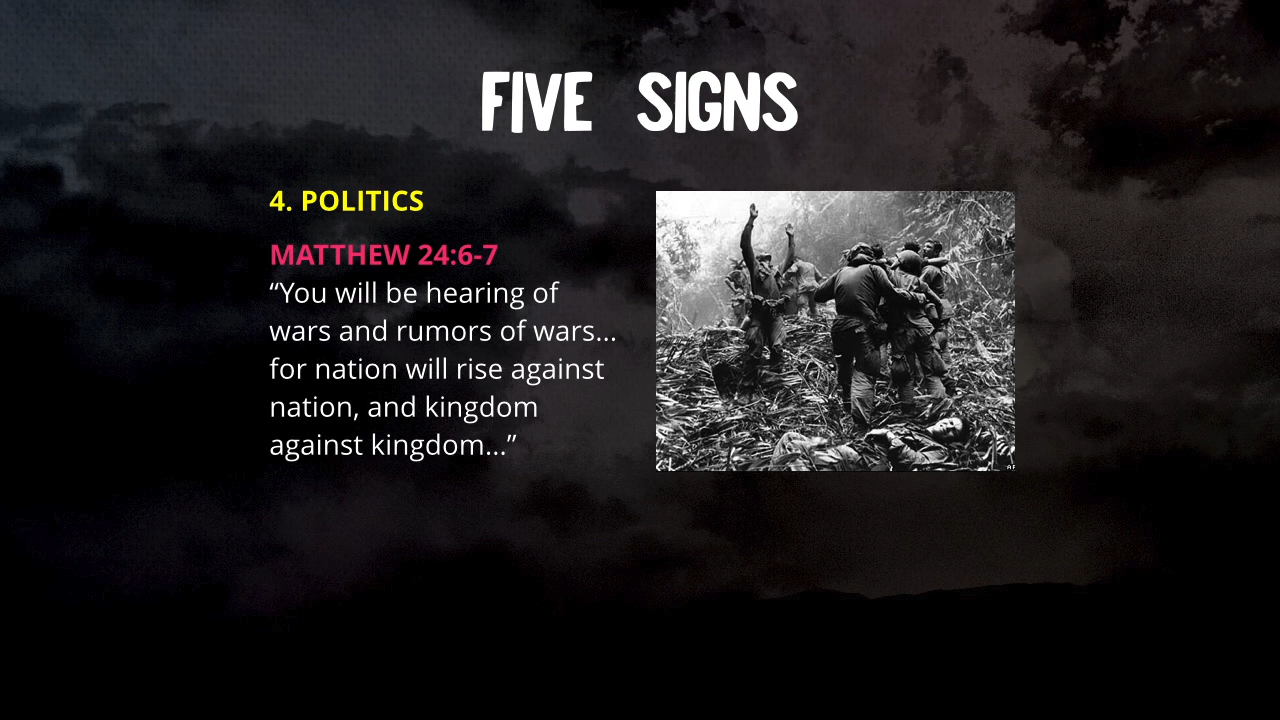 FIVE SIGNS
4. POLITICS
MATTHEW 24:6-7
“You will be hearing of
wars and rumors of wars…
for nation will rise against
nation, and kingdom
against kingdom…”